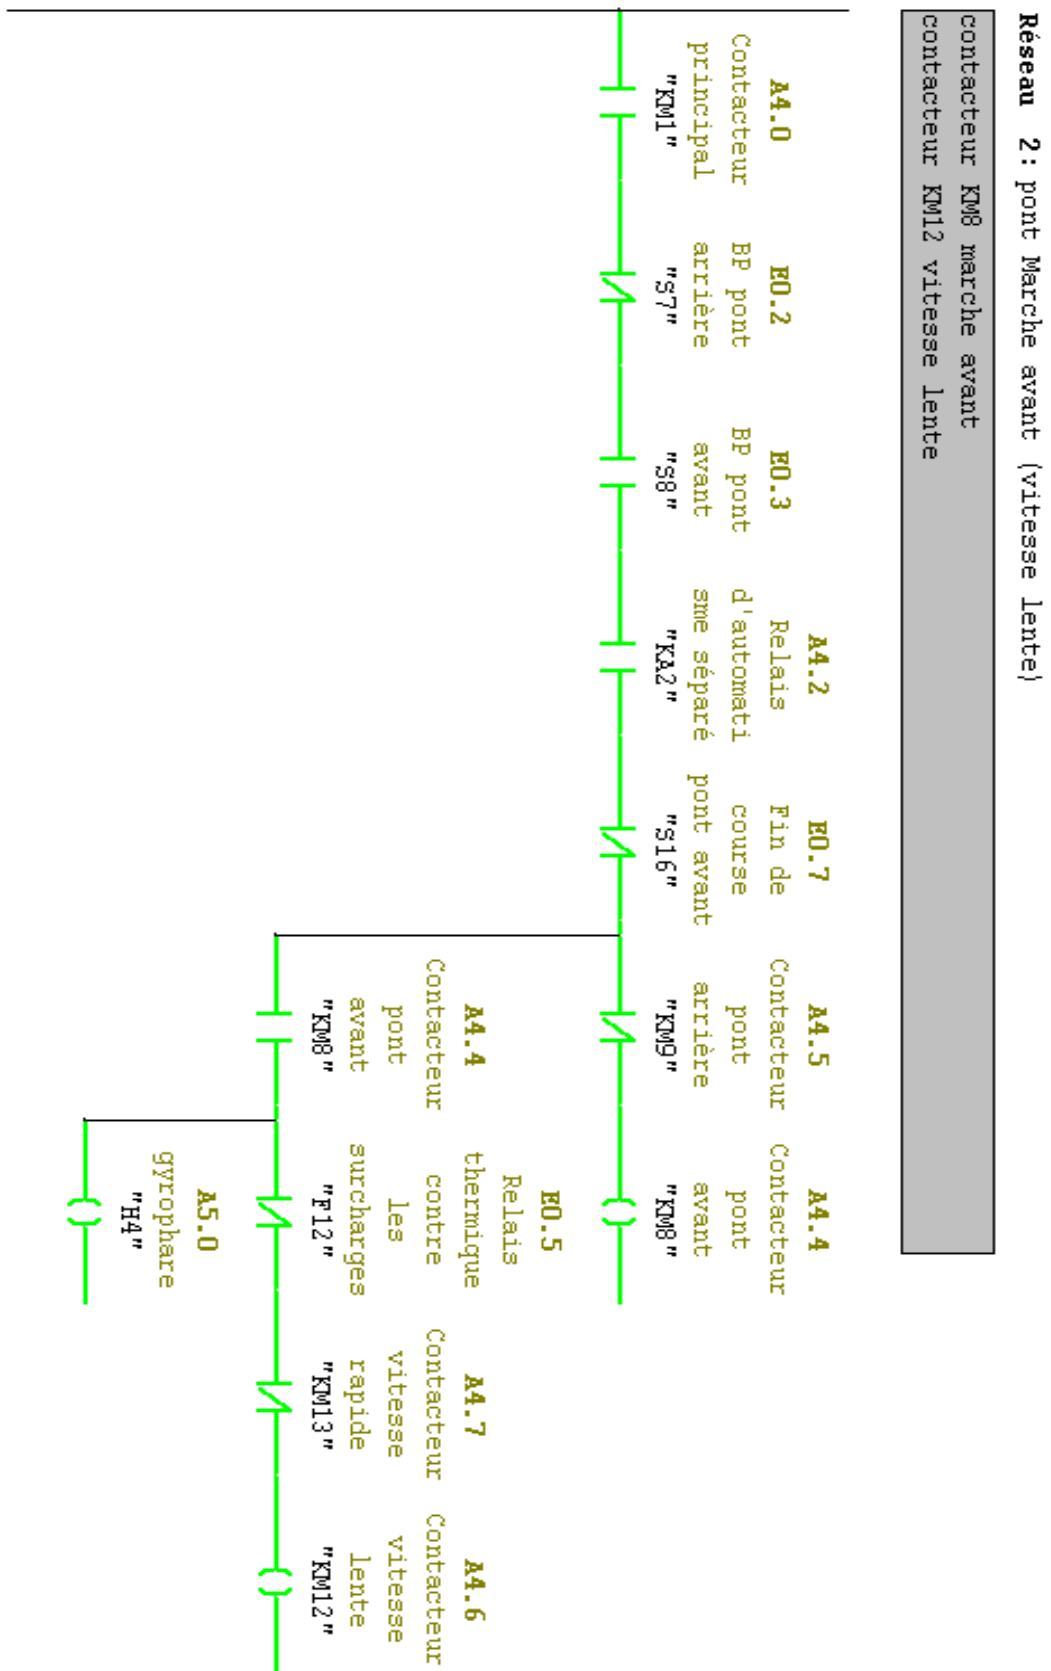 Réseau 2: pont Marche avant (vitesse lente)
contacteur KM8 marche avant
contacteur KM12 vitesse lente
A4.0
Contacteur
principal
"KM1"
E0.2
BP pont
arrière
"S7"
E0.3
BP pont
avant
"S8"
A4.2
Relais
d'automati
sme séparé
"KA2"
E0.7
Fin de
course
pont avant
"S16"
A4.5
Contacteur
pont
arrière
"KM9"
A4.4
Contacteur
pont
avant
"KM8"
A4.4
Contacteur
pont
avant
"KM8"
E0.5
Relais
thermique
contre
les
surcharges
"F12"
A4.7
Contacteur
vitesse
rapide
"KM13"
A4.6
Contacteur
vitesse
lente
"KM12"
A5.0
gyrophare
"H4"